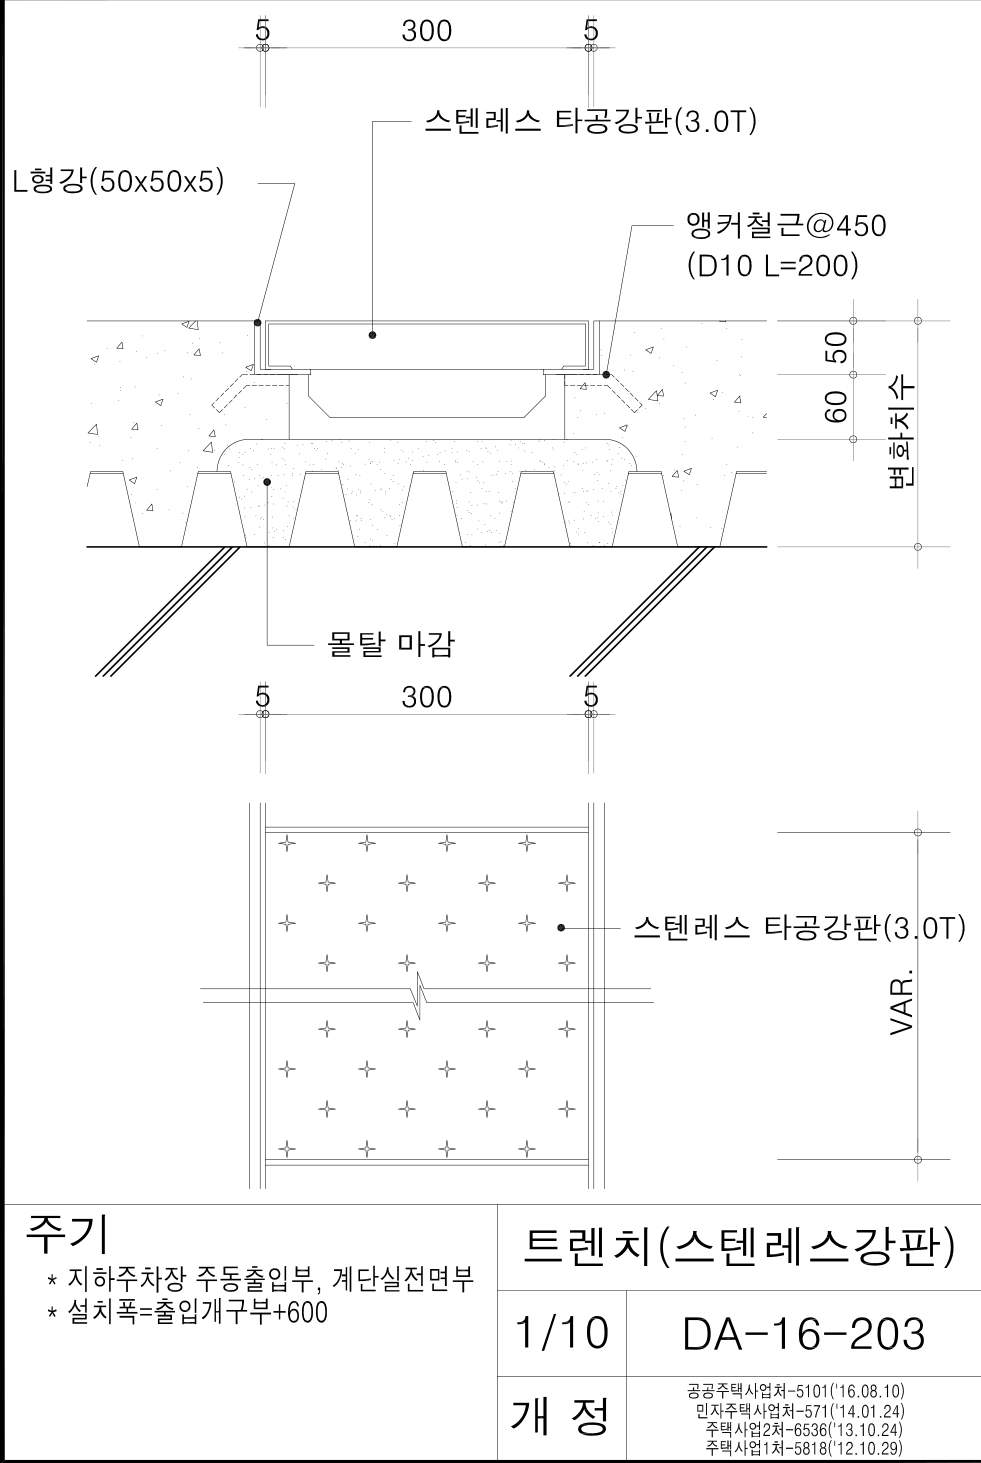 5 300 5
스텐레스 타공강판(3.0T)
L형강(50x50x5)
앵커철근@450
(D10 L=200)
50
60
변화치수
몰탈 마감
5 300 5
스텐레스 타공강판(3.0T)
VAR.
주기
* 지하주차장 주동출입부, 계단실전면부
* 설치폭=출입개구부+600
트렌치(스텐레스강판)
1/10
DA-16-203
개 정
공공주택사업처-5101('16.08.10)
민자주택사업처-571('14.01.24)
주택사업2처-6536('13.10.24)
주택사업1처-5818('12.10.29)